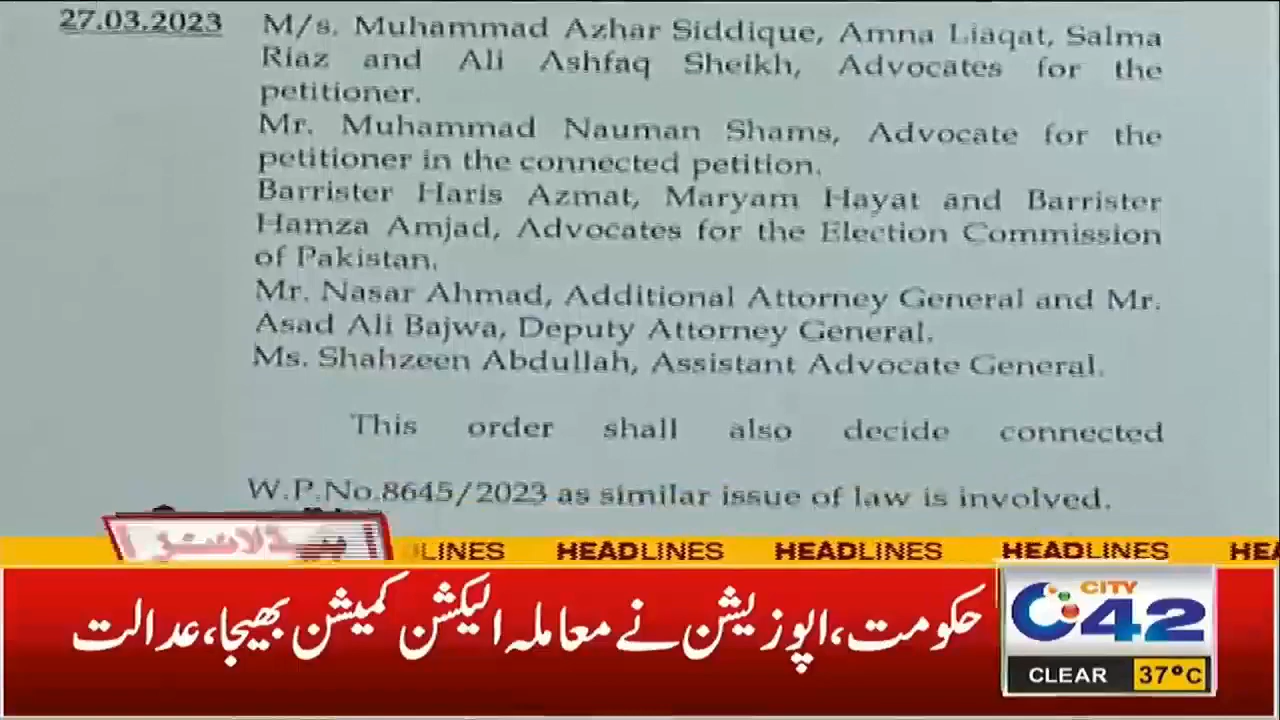 27.03.2023
M/s. Muhammad Azhar Siddique, Amna Liaqat, Salma
Riaz and Ali Ashfaq Sheikh, Advocates for the
petitioner.
Mr. Muhammad Nauman Shams, Advocate for the
petitioner in the connected petition.
Barrister Haris Azmat, Maryam Hayat and Barrister
Hamza Amjad, Advocates for the Election Commission
of Pakistan.
Mr. Nasar Ahmad, Additional Attorney General and Mr.
Asad Ali Bajwa, Deputy Attorney General.
Ms. Shahzeen Abdullah, Assistant Advocate General.
This order shall also decide connected
W.P.No.8645/2023 as similar issue of law is involved.
ہیڈلائنز
LINES HEADLINES HEADLINES HEADLINES HEA
حکومت، اپوزیشن نے معاملہ الیکشن کمیشن بھیجا، عدالت
CITY
42
CLEAR 37°C